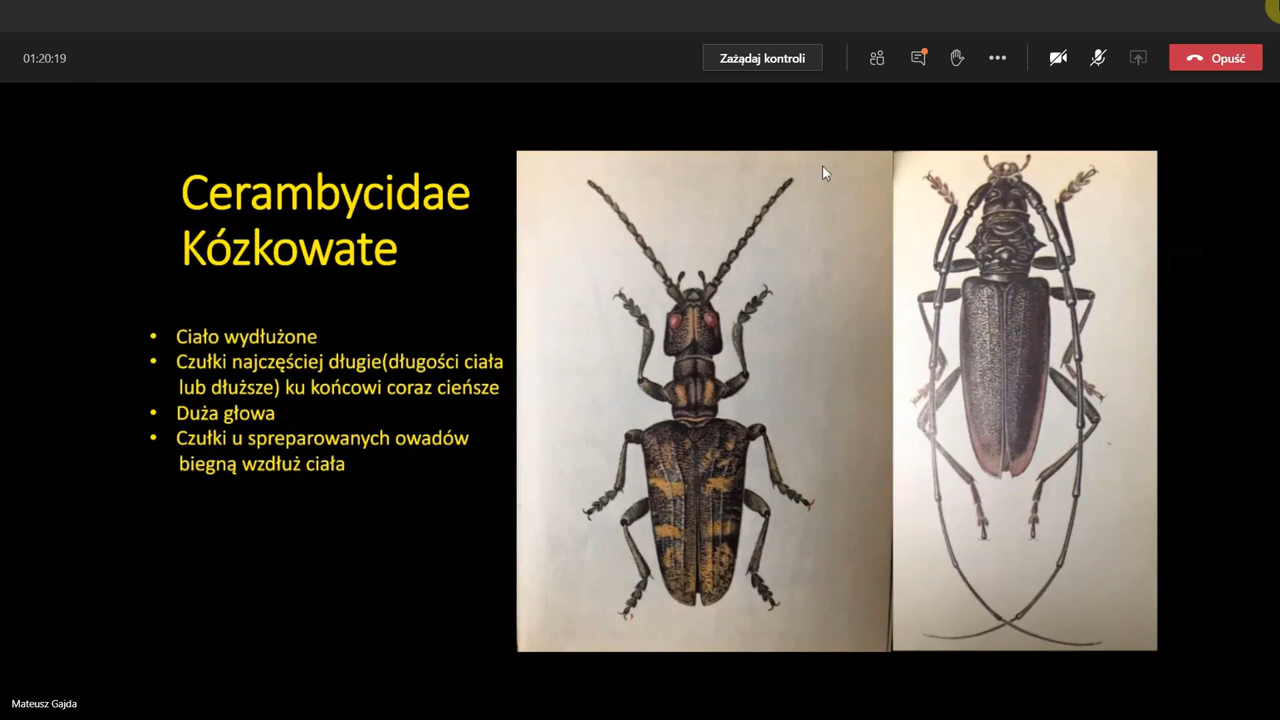 01:20:19
Zażądaj kontroli
Opuść
Cerambycidae
Kózkowate
• Ciało wydłużone
• Czułki najczęściej długie(długości ciała
lub dłuższe) ku końcowi coraz cieńsze
• Duża głowa
• Czułki u spreparowanych owadów
biegną wzdłuż ciała
Mateusz Gajda